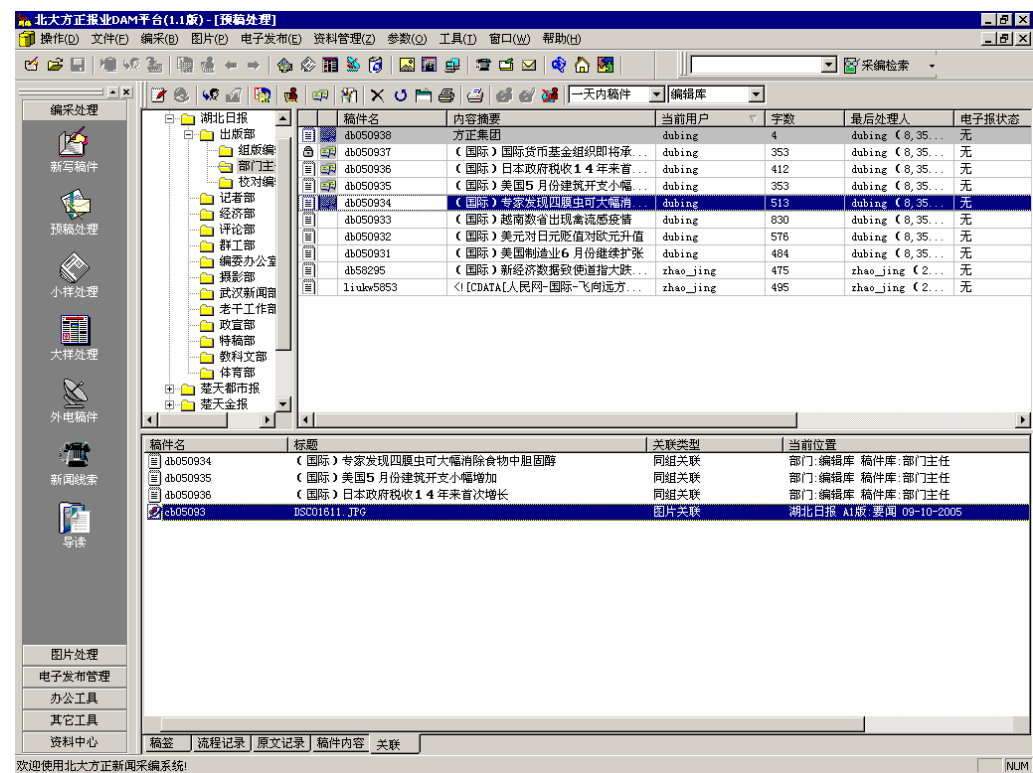 北大方正报业DAM平台(1.1版) - [预稿处理]
操作(D) 文件(F) 编采(B) 图片(P) 电子发布(E) 资料管理(Z) 参数(O) 工具(T) 窗口(W) 帮助(H)
采编检索
一天内稿件 编辑库
编采处理
新写稿件
预稿处理
小样处理
大样处理
外电稿件
新闻线索
导读
图片处理
电子发布管理
办公工具
其它工具
资料中心
湖北日报
出版部
组版编
部门主
校对编
记者部
经济部
评论部
群工部
编委办公室
摄影部
武汉新闻部
老干工作部
政宣部
特稿部
教科文部
体育部
楚天都市报
楚天金报
稿件名 内容摘要 当前用户 字数 最后处理人 电子报状态
db050938 方正集团 dubing 4 dubing (8,35... 无
db050937 (国际)国际货币基金组织即将承... dubing 353 dubing (8,35... 无
db050936 (国际)日本政府税收14年来首... dubing 412 dubing (8,35... 无
db050935 (国际)美国5月份建筑开支小幅... dubing 353 dubing (8,35... 无
db050934 (国际)专家发现四膜虫可大幅消... dubing 513 dubing (8,35... 无
db050933 (国际)越南数省出现禽流感疫情 dubing 830 dubing (8,35... 无
db050932 (国际)美元对日元贬值对欧元升值 dubing 576 dubing (8,35... 无
db050931 (国际)美国制造业6月份继续扩张 dubing 484 dubing (8,35... 无
db58295 (国际)新经济数据致使道指大跌... zhao_jing 475 zhao_jing (2... 无
liukw5853 <![CDATA[人民网-国际-飞向远方... zhao_jing 495 zhao_jing (2... 无
稿件名 标题 关联类型 当前位置
db050934 (国际)专家发现四膜虫可大幅消除食物中胆固醇 同组关联 部门:编辑库 稿件库:部门主任
db050935 (国际)美国5月份建筑开支小幅增加 同组关联 部门:编辑库 稿件库:部门主任
db050936 (国际)日本政府税收14年来首次增长 同组关联 部门:编辑库 稿件库:部门主任
cb05093 DSC01611.JPG 图片关联 湖北日报 A1版:要闻 09-10-2005
稿签 流程记录 原文记录 稿件内容 关联
欢迎使用北大方正新闻采编系统! NUM